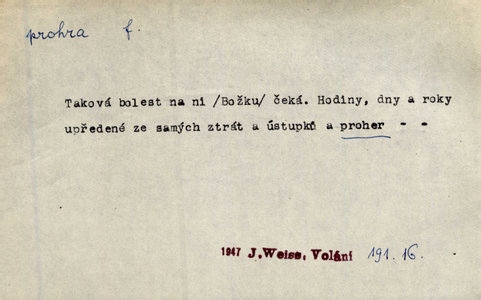 prohra f.
Taková bolest na ni /Božku/ čeká. Hodiny, dny a roky
upředené ze samých ztrát a ústupků a proher - -
1947 J.Weiss, Volání 191.16.